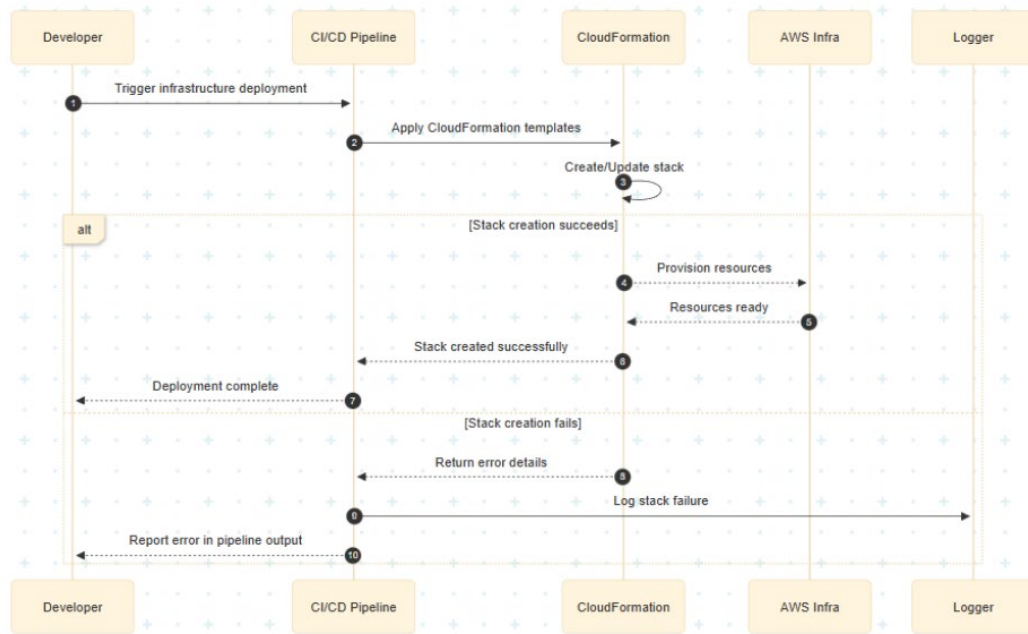 Developer
CI/CD Pipeline
CloudFormation
AWS Infra
Logger
Trigger infrastructure deployment
1
Apply CloudFormation templates
2
Create/Update stack
3
alt
[Stack creation succeeds]
Provision resources
4
Resources ready
5
Stack created successfully
6
Deployment complete
7
[Stack creation fails]
Return error details
8
Log stack failure
9
Report error in pipeline output
10
Developer
CI/CD Pipeline
CloudFormation
AWS Infra
Logger